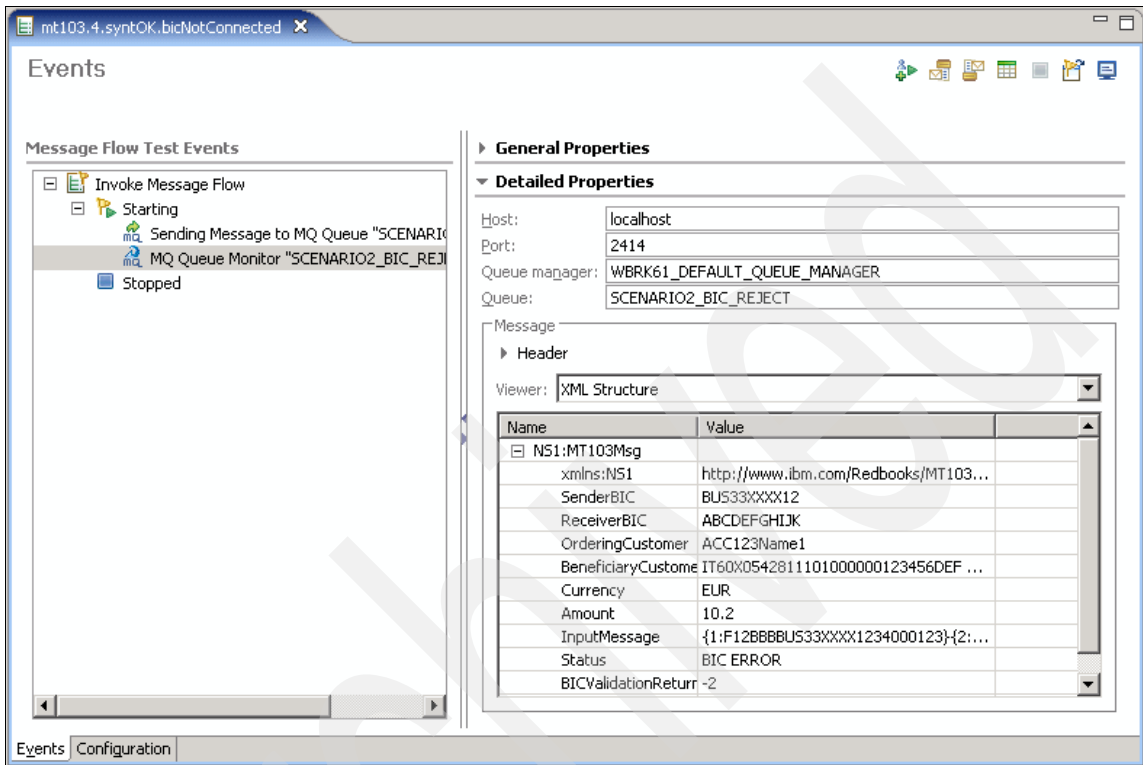 mt103.4.syntOK.bicNotConnected
Events
Message Flow Test Events
Invoke Message Flow
Starting
Sending Message to MQ Queue "SCENARIO
MQ Queue Monitor "SCENARIO2_BIC_REJ
Stopped
General Properties
Detailed Properties
Host: localhost
Port: 2414
Queue manager: WBRK61_DEFAULT_QUEUE_MANAGER
Queue: SCENARIO2_BIC_REJECT
Message
Header
Viewer: XML Structure
Name Value
NS1:MT103Msg
xmlns:NS1 http://www.ibm.com/Redbooks/MT103...
SenderBIC BUS33XXXX12
ReceiverBIC ABCDEFGHIJK
OrderingCustomer ACC123Name1
BeneficiaryCustome IT60X0542811101000000123456DEF ...
Currency EUR
Amount 10.2
InputMessage {1:F12BBBBUS33XXXX1234000123}{2:...
Status BIC ERROR
BICValidationReturr -2
Events Configuration